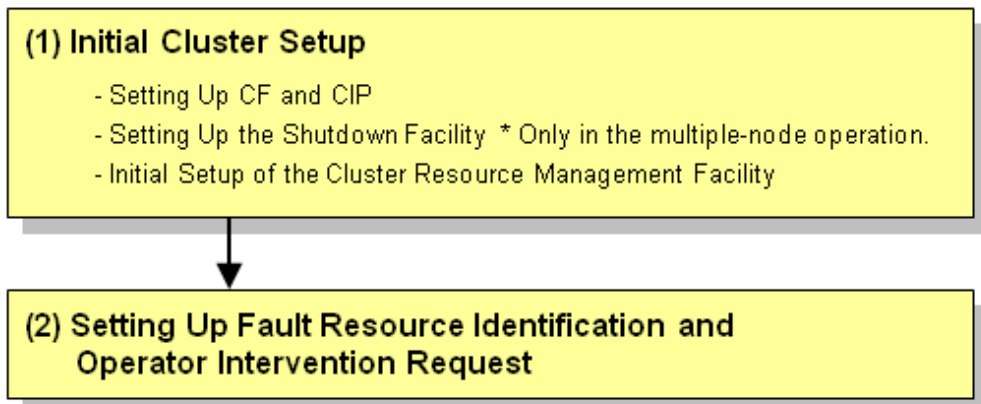 (1) Initial Cluster Setup
- Setting Up CF and CIP
- Setting Up the Shutdown Facility * Only in the multiple-node operation.
- Initial Setup of the Cluster Resource Management Facility
(2) Setting Up Fault Resource Identification and
Operator Intervention Request